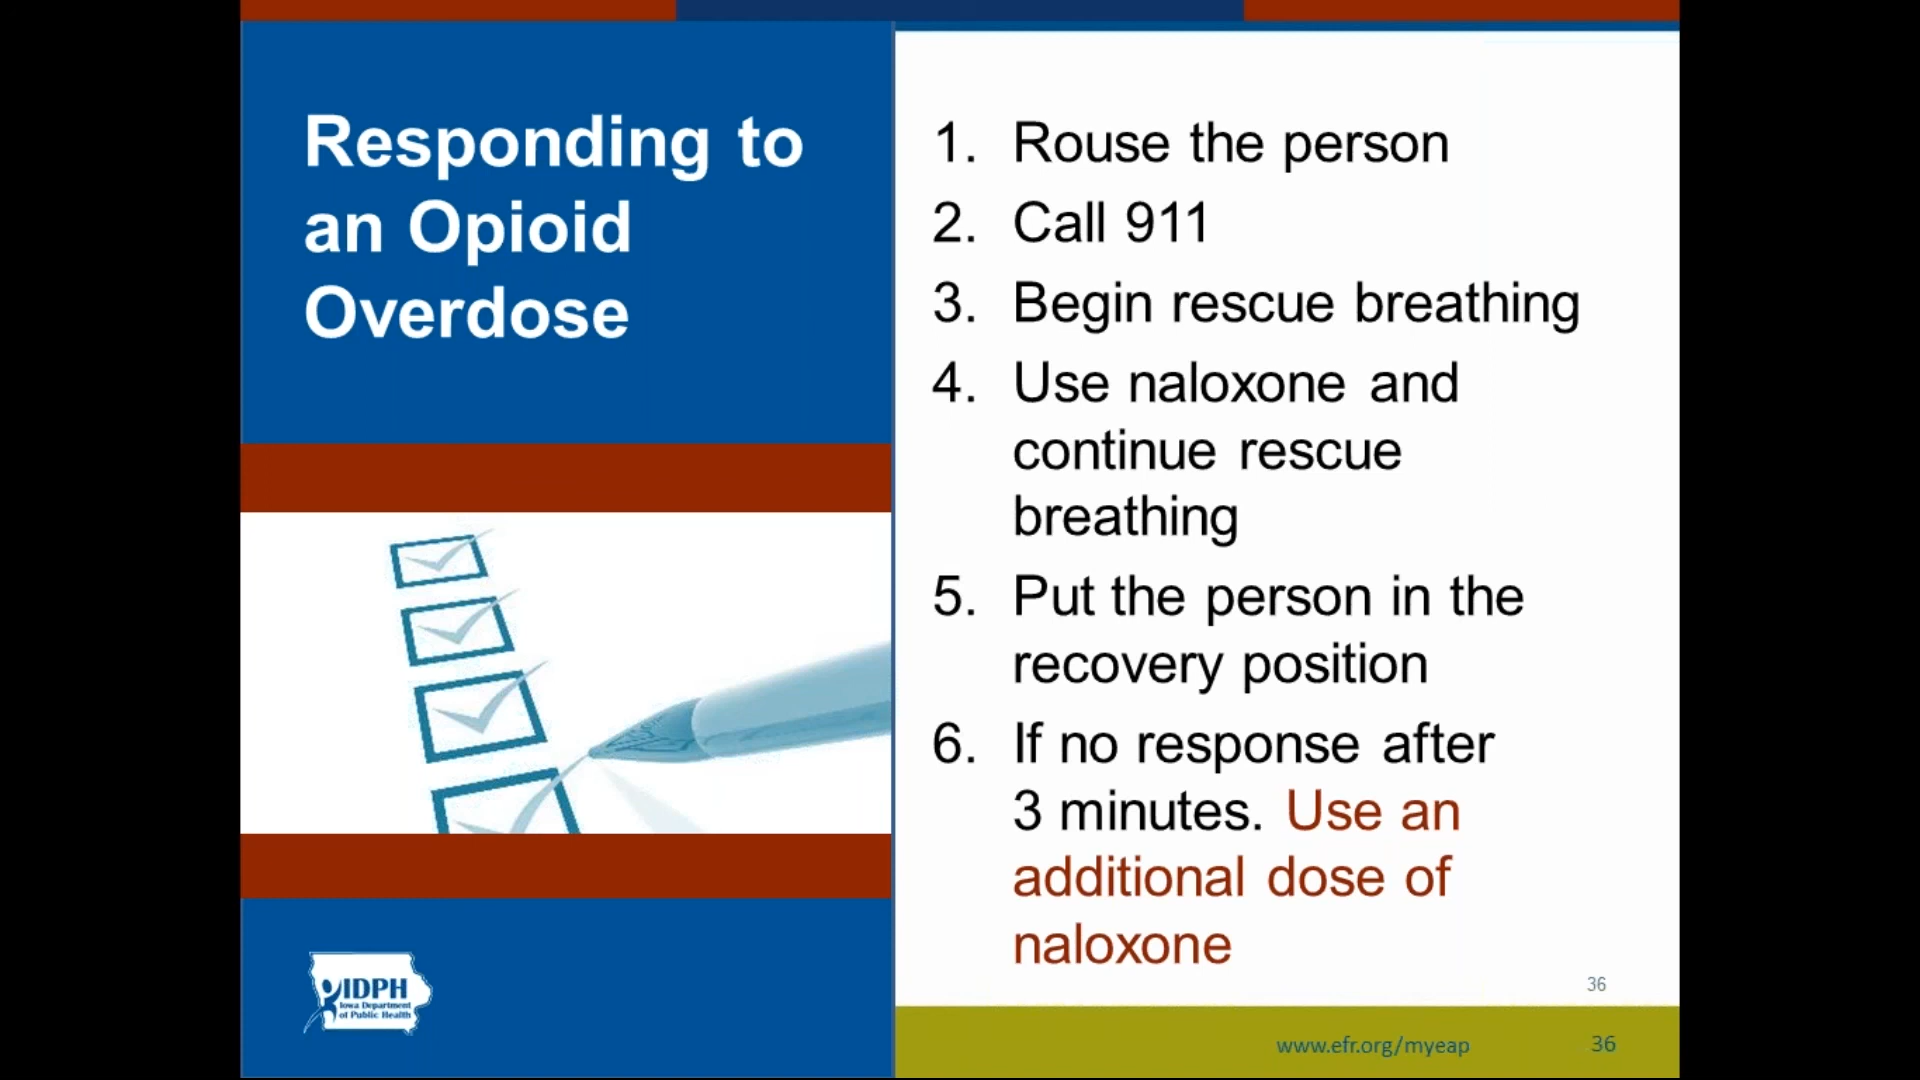 Responding to
an Opioid
Overdose
1. Rouse the person
2. Call 911
3. Begin rescue breathing
4. Use naloxone and
continue rescue
breathing
5. Put the person in the
recovery position
6. If no response after
3 minutes. Use an
additional dose of
naloxone
IDPH
Iowa Department
of Public Health
36
www.efr.org/myeap
36